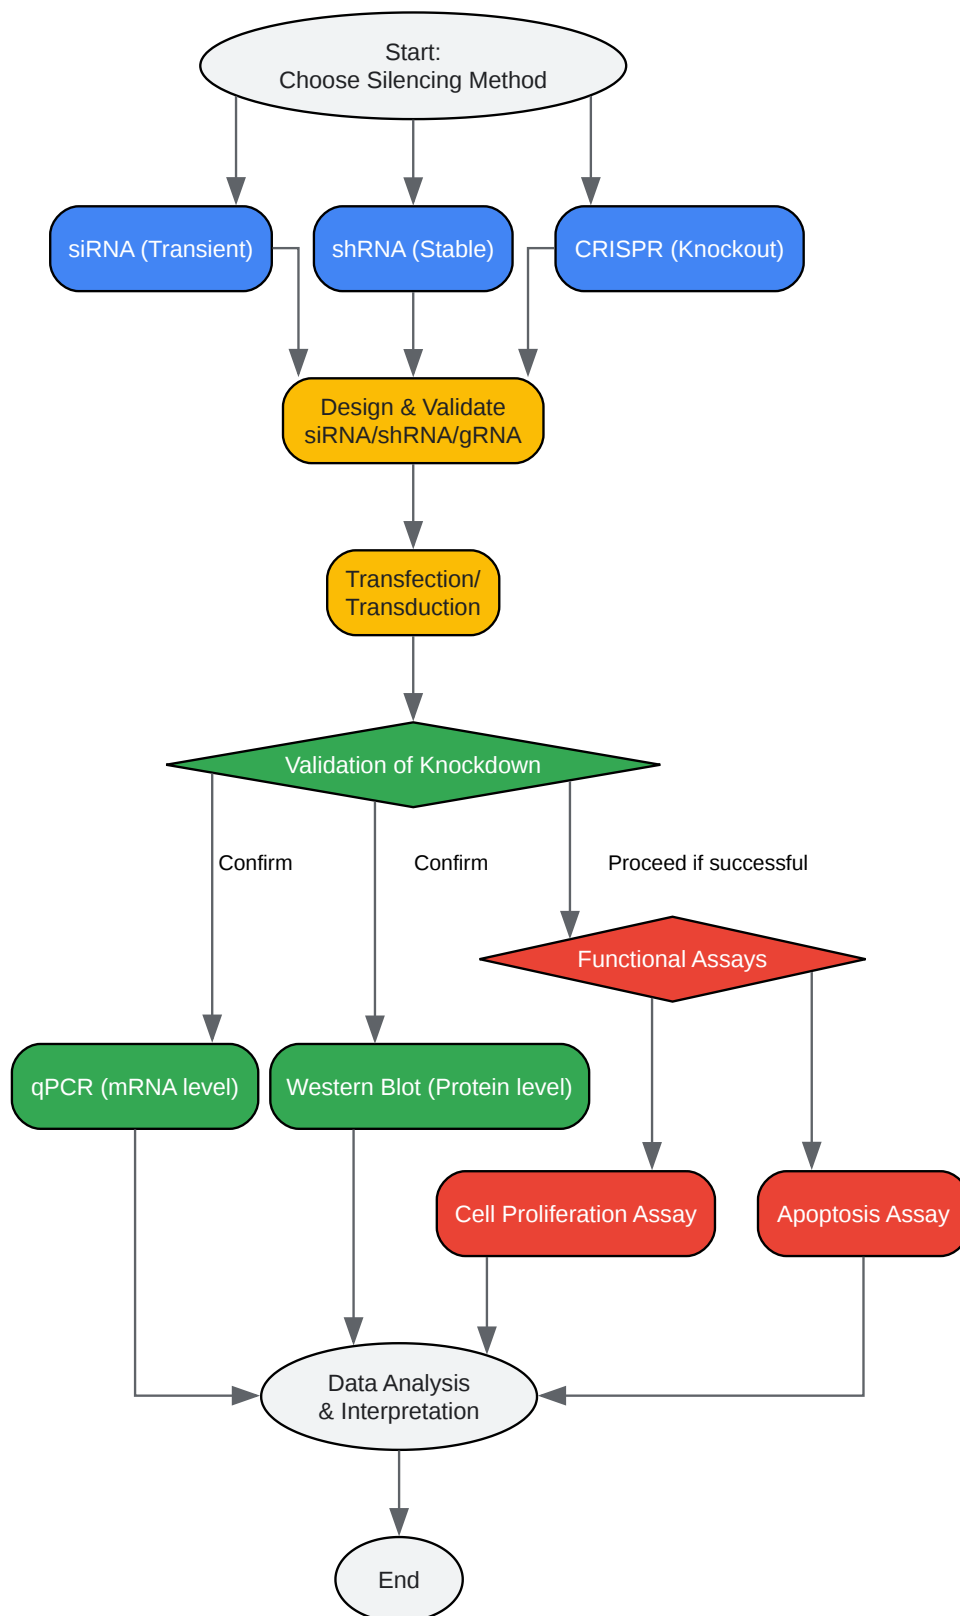 Start:
Choose Silencing Method
siRNA (Transient)
shRNA (Stable)
CRISPR (Knockout)
Design & Validate
siRNA/shRNA/gRNA
Transfection/
Transduction
Validation of Knockdown
Confirm
Confirm
Proceed if successful
Functional Assays
qPCR (mRNA level)
Western Blot (Protein level)
Cell Proliferation Assay
Apoptosis Assay
Data Analysis
& Interpretation
End